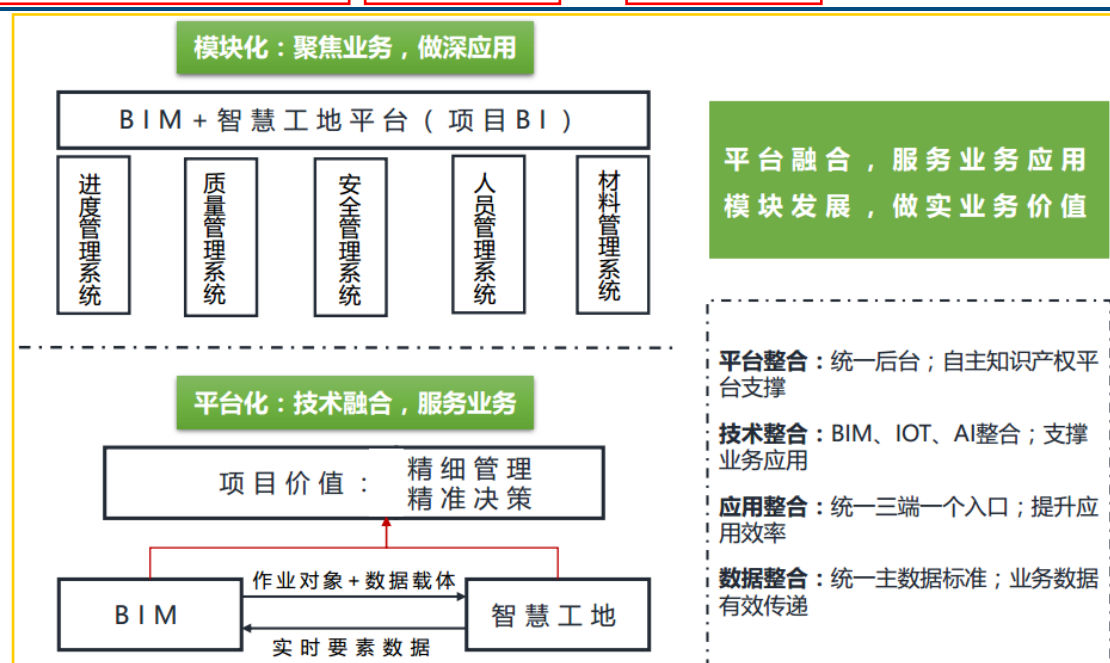 模块化：聚焦业务，做深应用
BIM+智慧工地平台（项目BI）
进度管理系统
质量管理系统
安全管理系统
人员管理系统
材料管理系统
平台化：技术融合，服务业务
项目价值：
精细管理
精准决策
作业对象+数据载体
BIM
智慧工地
实时要素数据
平台融合，服务业务应用
模块发展，做实业务价值
平台整合：统一后台；自主知识产权平
台支撑
技术整合：BIM、IOT、AI整合；支撑
业务应用
应用整合：统一三端一个入口；提升应
用效率
数据整合：统一主数据标准；业务数据
有效传递